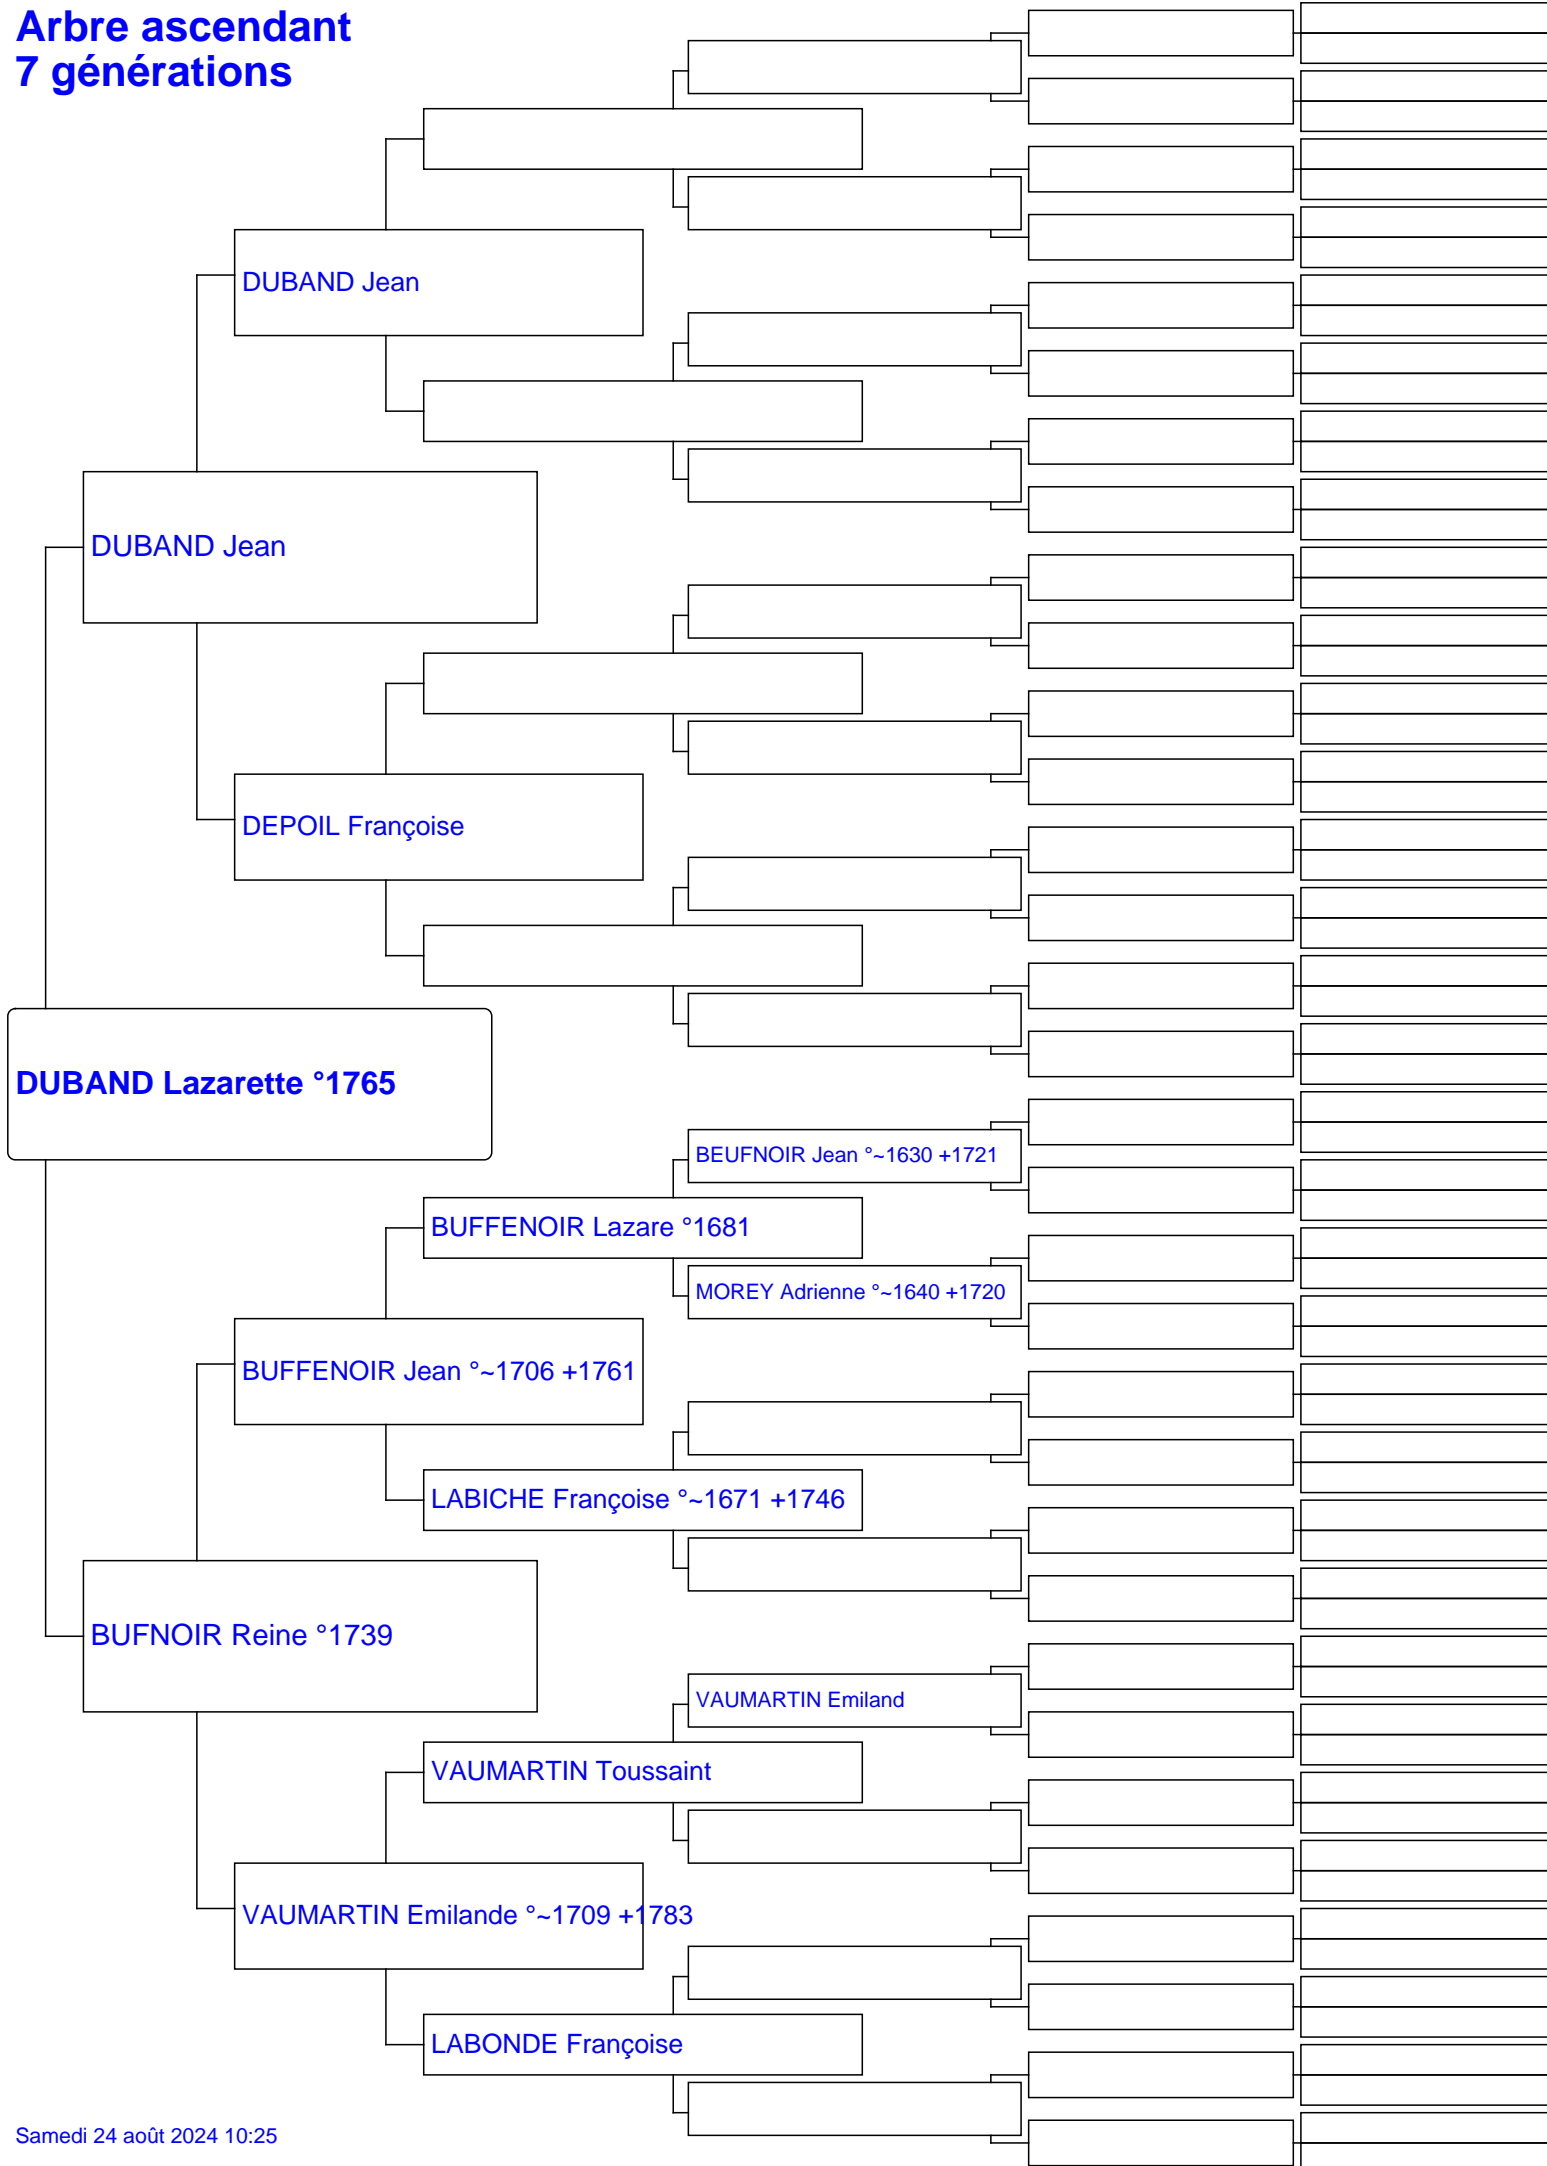 Arbre ascendant
7 générations
DUBAND Jean
DUBAND Jean
DEPOIL Françoise
DUBAND Lazarette °1765
BEUFNOIR Jean °~1630 +1721
BUFFENOIR Lazare °1681
MOREY Adrienne °~1640 +1720
BUFFENOIR Jean °~1706 +1761
LABICHE Françoise °~1671 +1746
BUFNOIR Reine °1739
VAUMARTIN Emiland
VAUMARTIN Toussaint
VAUMARTIN Emilande °~1709 +1783
LABONDE Françoise
Samedi 24 août 2024 10:25